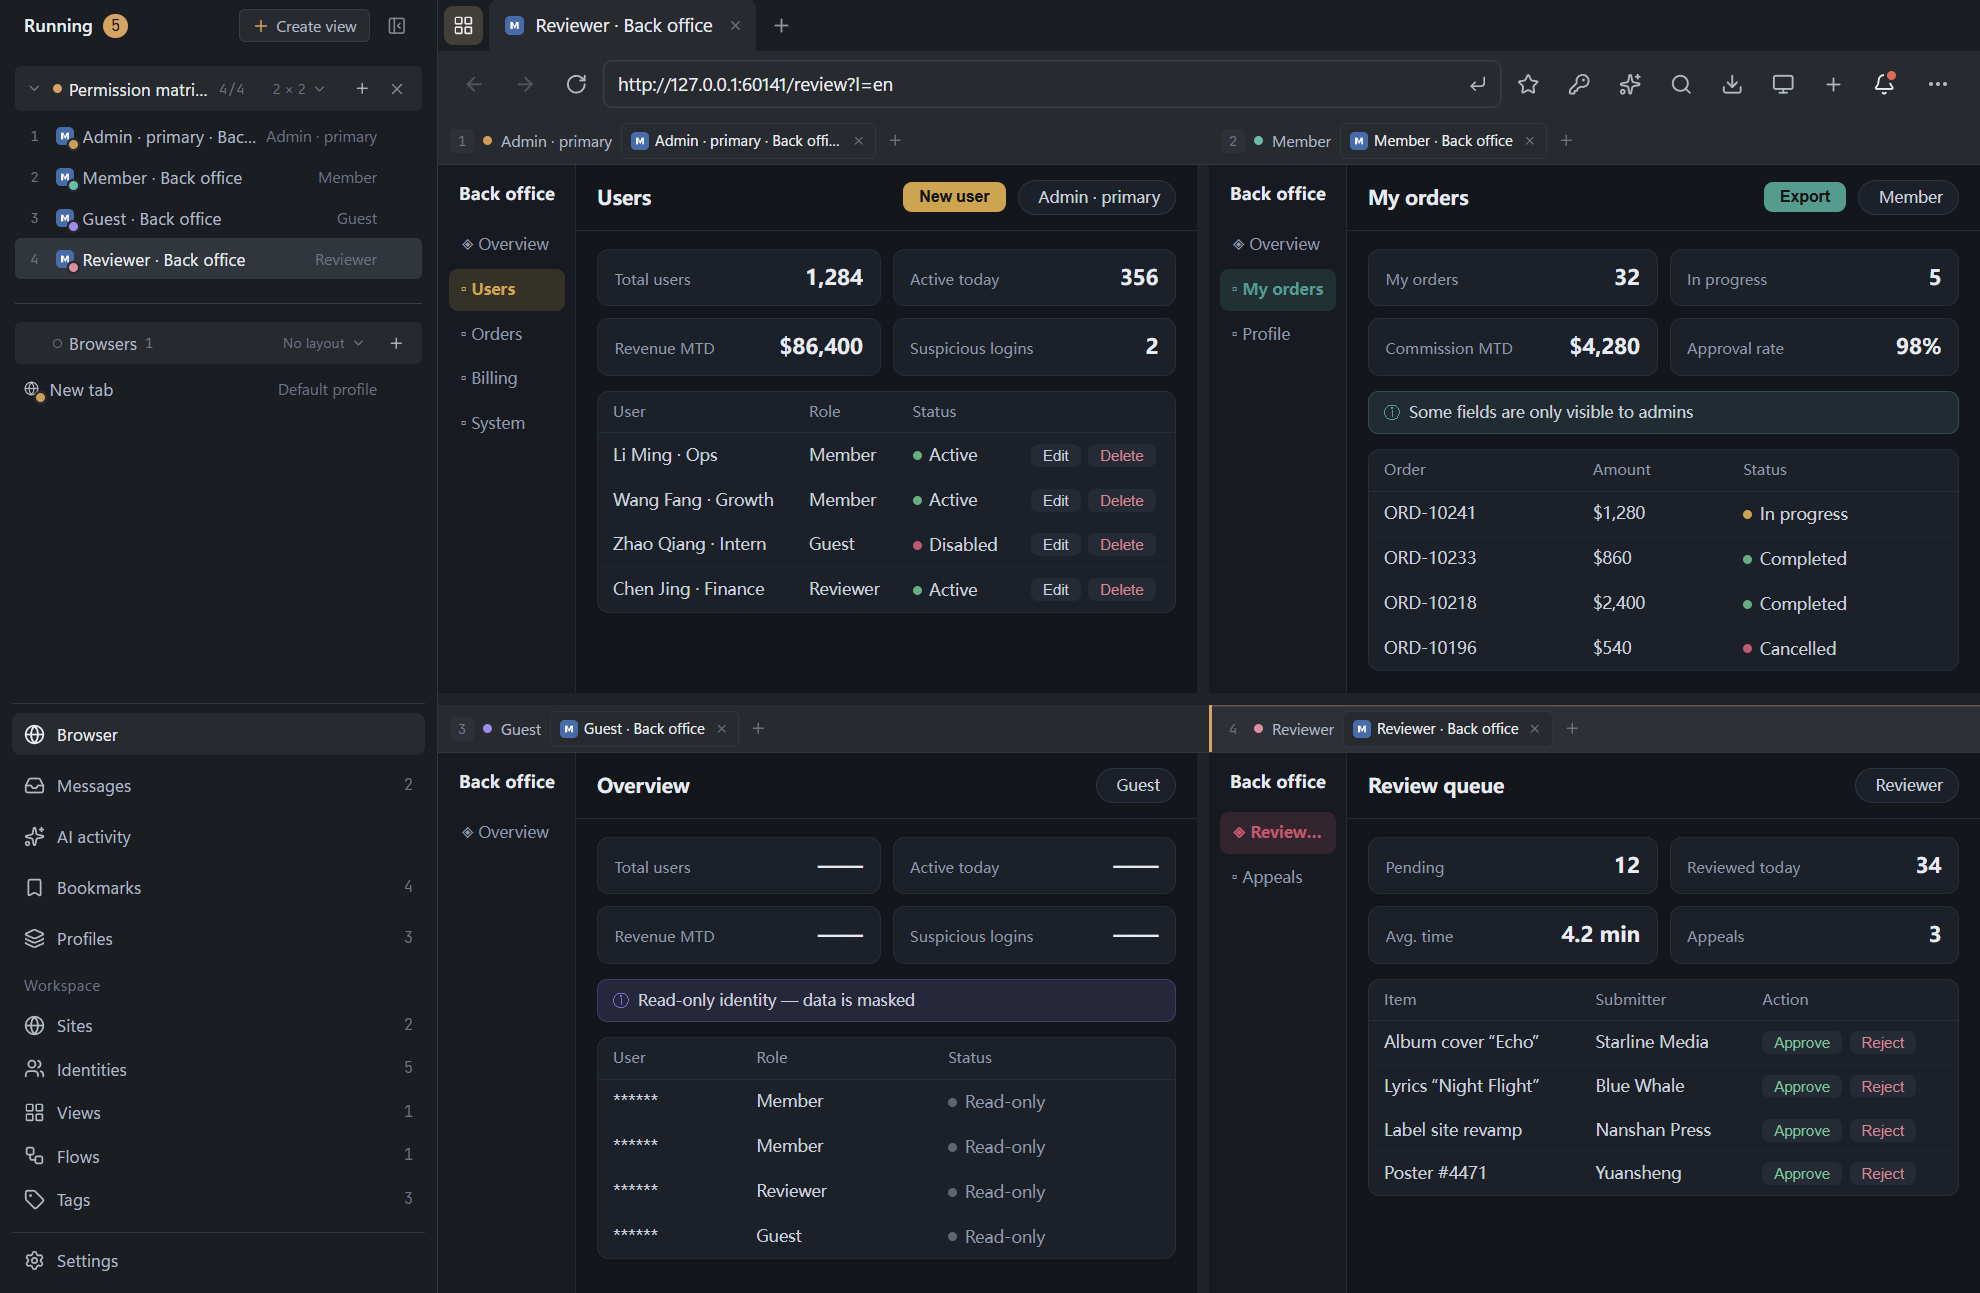 Running 5
Create view
Permission matri... 4/4 2 × 2
1 M Admin · primary · Bac... Admin · primary
2 M Member · Back office Member
3 M Guest · Back office Guest
4 M Reviewer · Back office Reviewer
Browsers 1 No layout
New tab Default profile
Browser
Messages 2
AI activity
Bookmarks 4
Profiles 3
Workspace
Sites 2
Identities 5
Views 1
Flows 1
Tags 3
Settings
M Reviewer · Back office
http://127.0.0.1:60141/review?l=en
1 Admin · primary M Admin · primary · Back offi...
Back office
Overview
Users
Orders
Billing
System
Users New user Admin · primary
Total users 1,284 Active today 356
Revenue MTD $86,400 Suspicious logins 2
User Role Status
Li Ming · Ops Member Active Edit Delete
Wang Fang · Growth Member Active Edit Delete
Zhao Qiang · Intern Guest Disabled Edit Delete
Chen Jing · Finance Reviewer Active Edit Delete
2 Member M Member · Back office
Back office
Overview
My orders
Profile
My orders Export Member
My orders 32 In progress 5
Commission MTD $4,280 Approval rate 98%
Some fields are only visible to admins
Order Amount Status
ORD-10241 $1,280 In progress
ORD-10233 $860 Completed
ORD-10218 $2,400 Completed
ORD-10196 $540 Cancelled
3 Guest M Guest · Back office
Back office
Overview
Overview Guest
Total users —— Active today ——
Revenue MTD —— Suspicious logins ——
Read-only identity — data is masked
User Role Status
****** Member Read-only
****** Member Read-only
****** Reviewer Read-only
****** Guest Read-only
4 Reviewer M Reviewer · Back office
Back office
Review...
Appeals
Review queue Reviewer
Pending 12 Reviewed today 34
Avg. time 4.2 min Appeals 3
Item Submitter Action
Album cover “Echo” Starline Media Approve Reject
Lyrics “Night Flight” Blue Whale Approve Reject
Label site revamp Nanshan Press Approve Reject
Poster #4471 Yuansheng Approve Reject